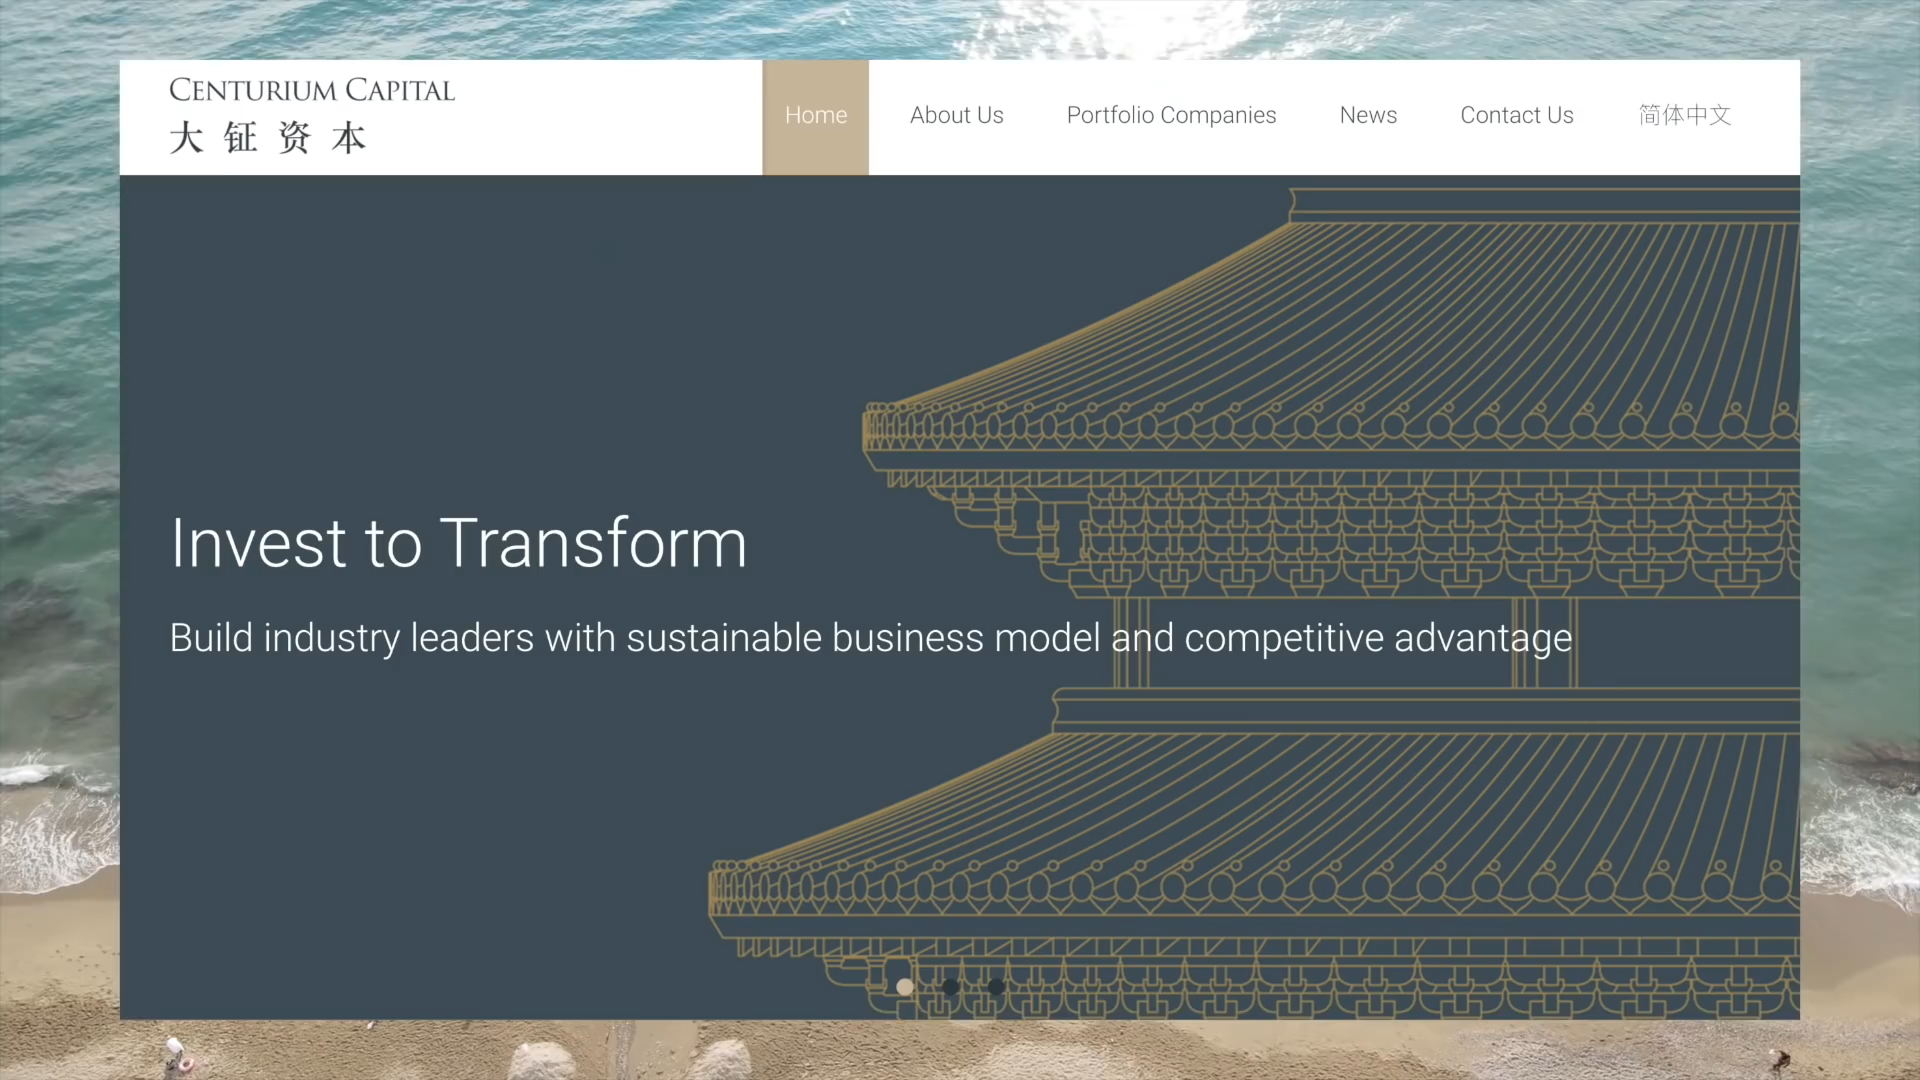 CENTURIUM CAPITAL
大钲资本
Home
About Us
Portfolio Companies
News
Contact Us
简体中文
Invest to Transform
Build industry leaders with sustainable business model and competitive advantage